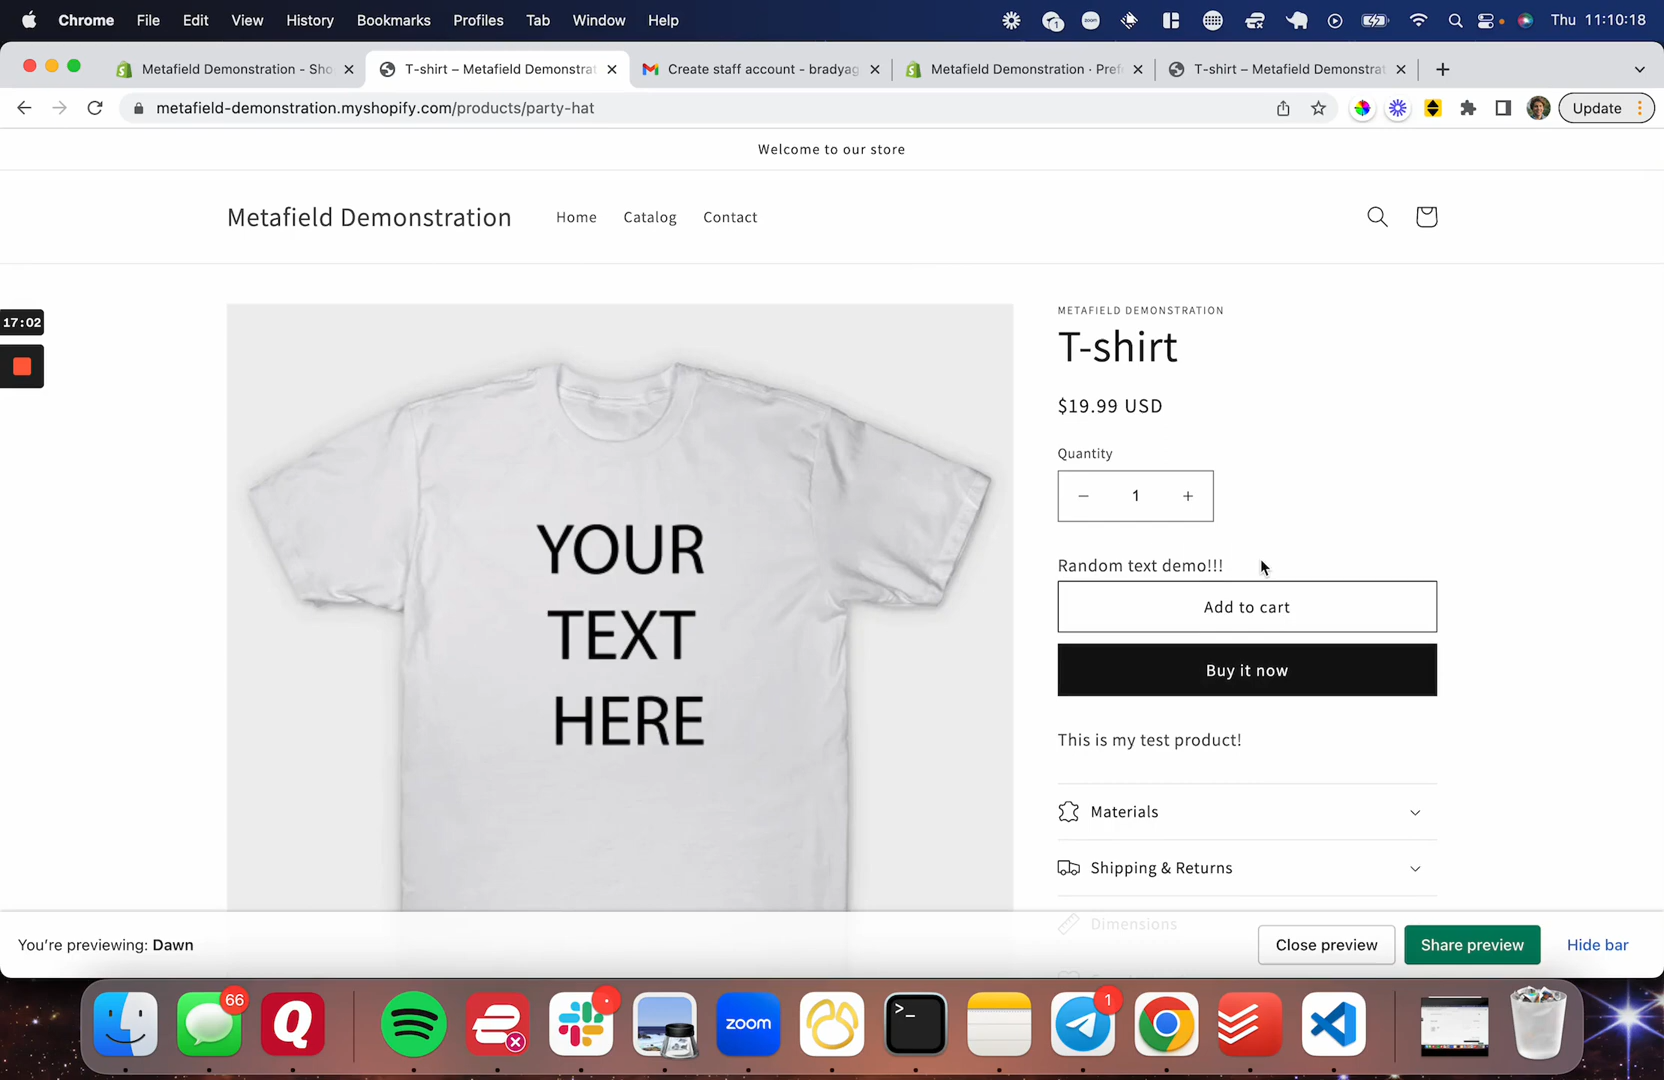 Chrome File Edit View History Bookmarks Profiles Tab Window Help
1
zoom
Thu 11:10:18
Metafield Demonstration - Sho
T-shirt – Metafield Demonstrat
Create staff account - bradyag
Metafield Demonstration · Pref
T-shirt – Metafield Demonstrat
metafield-demonstration.myshopify.com/products/party-hat
Update
Welcome to our store
Metafield Demonstration
Home Catalog Contact
17:02
METAFIELD DEMONSTRATION
T-shirt
$19.99 USD
Quantity
− 1 +
Random text demo!!!
Add to cart
Buy it now
This is my test product!
Materials
Shipping & Returns
Dimensions
YOUR
TEXT
HERE
You're previewing: Dawn
Close preview
Share preview
Hide bar
66
zoom
1